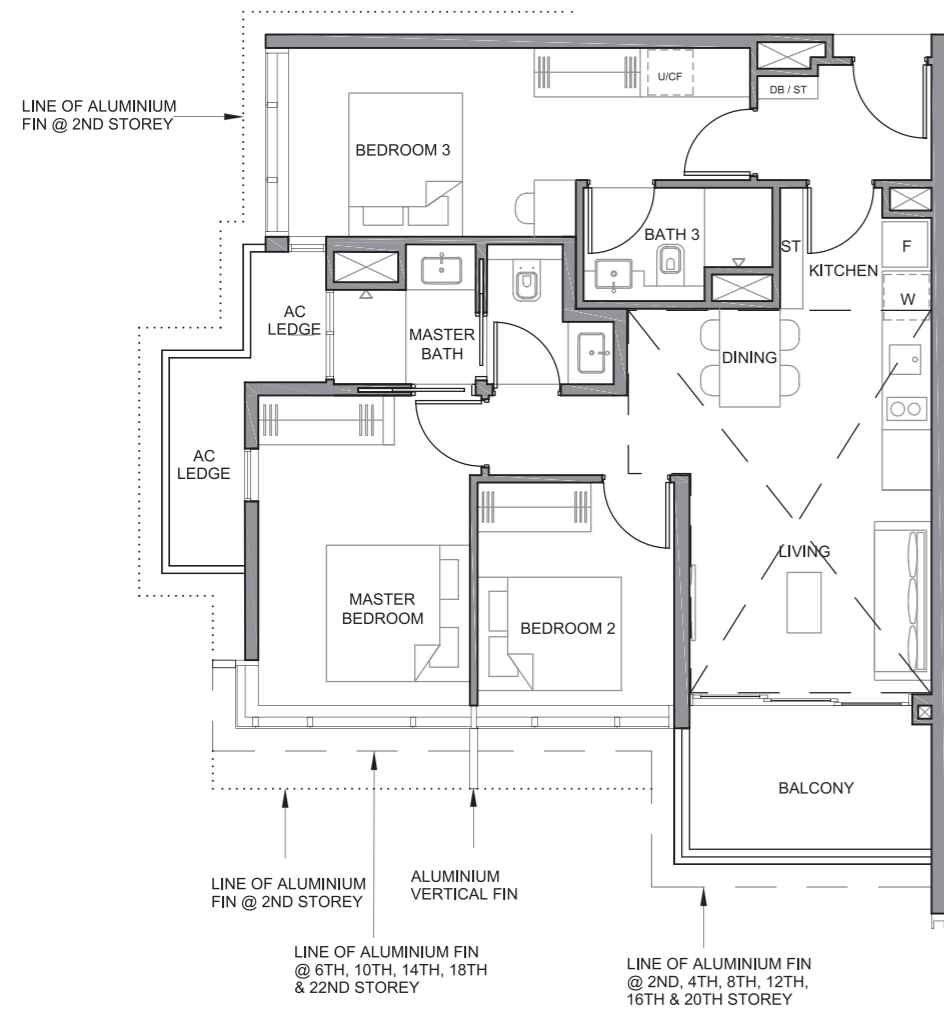 LINE OF ALUMINIUM
FIN @ 2ND STOREY
U/CF
DB / ST
BEDROOM 3
BATH 3
ST
KITCHEN
F
W
AC
LEDGE
MASTER
BATH
DINING
AC
LEDGE
LIVING
MASTER
BEDROOM
BEDROOM 2
BALCONY
LINE OF ALUMINIUM
FIN @ 2ND STOREY
ALUMINIUM
VERTICAL FIN
LINE OF ALUMINIUM FIN
@ 6TH, 10TH, 14TH, 18TH
& 22ND STOREY
LINE OF ALUMINIUM FIN
@ 2ND, 4TH, 8TH, 12TH,
16TH & 20TH STOREY